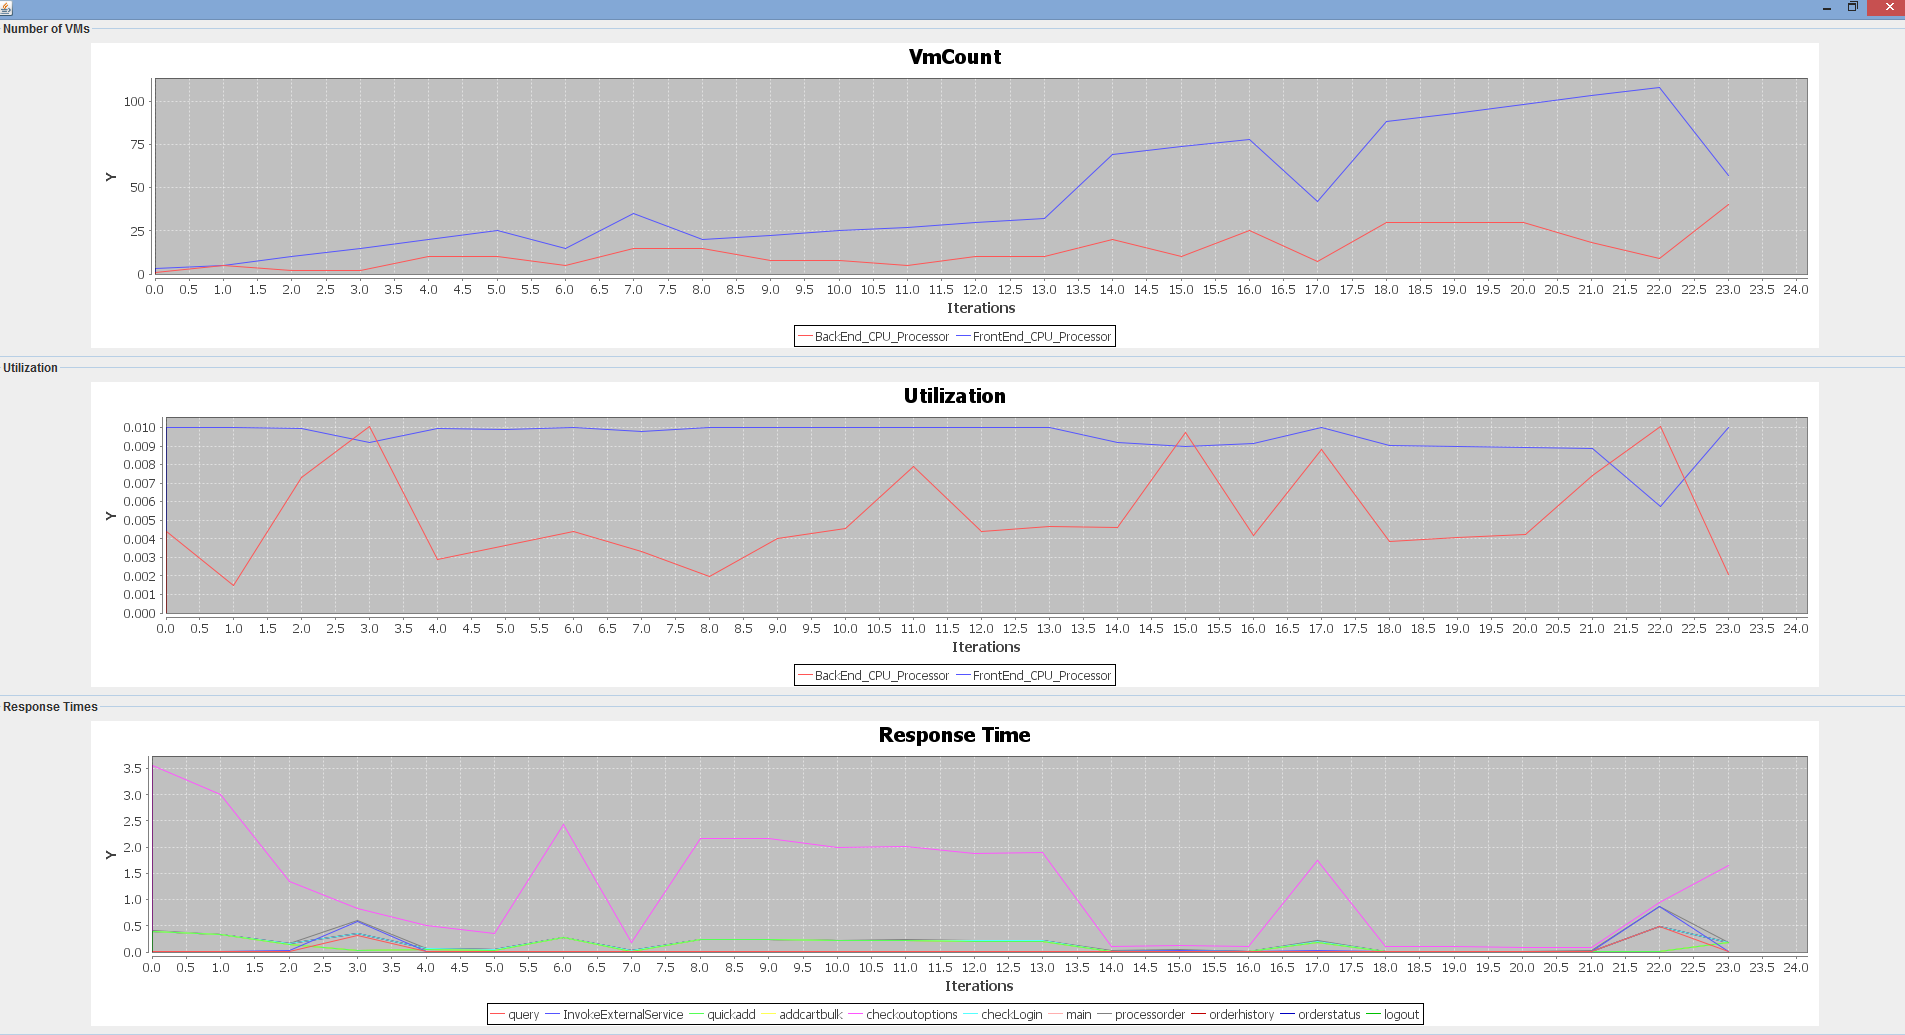 Number of VMs
VmCount
100
75
50
25
0
Y
0.0 0.5 1.0 1.5 2.0 2.5 3.0 3.5 4.0 4.5 5.0 5.5 6.0 6.5 7.0 7.5 8.0 8.5 9.0 9.5 10.0 10.5 11.0 11.5 12.0 12.5 13.0 13.5 14.0 14.5 15.0 15.5 16.0 16.5 17.0 17.5 18.0 18.5 19.0 19.5 20.0 20.5 21.0 21.5 22.0 22.5 23.0 23.5 24.0
Iterations
BackEnd_CPU_Processor FrontEnd_CPU_Processor
Utilization
Utilization
0.010
0.009
0.008
0.007
0.006
0.005
0.004
0.003
0.002
0.001
0.000
Y
0.0 0.5 1.0 1.5 2.0 2.5 3.0 3.5 4.0 4.5 5.0 5.5 6.0 6.5 7.0 7.5 8.0 8.5 9.0 9.5 10.0 10.5 11.0 11.5 12.0 12.5 13.0 13.5 14.0 14.5 15.0 15.5 16.0 16.5 17.0 17.5 18.0 18.5 19.0 19.5 20.0 20.5 21.0 21.5 22.0 22.5 23.0 23.5 24.0
Iterations
BackEnd_CPU_Processor FrontEnd_CPU_Processor
Response Times
Response Time
3.5
3.0
2.5
2.0
1.5
1.0
0.5
0.0
Y
0.0 0.5 1.0 1.5 2.0 2.5 3.0 3.5 4.0 4.5 5.0 5.5 6.0 6.5 7.0 7.5 8.0 8.5 9.0 9.5 10.0 10.5 11.0 11.5 12.0 12.5 13.0 13.5 14.0 14.5 15.0 15.5 16.0 16.5 17.0 17.5 18.0 18.5 19.0 19.5 20.0 20.5 21.0 21.5 22.0 22.5 23.0 23.5 24.0
Iterations
query InvokeExternalService quickadd addcartbulk checkoutoptions checkLogin main processorder orderhistory orderstatus logout